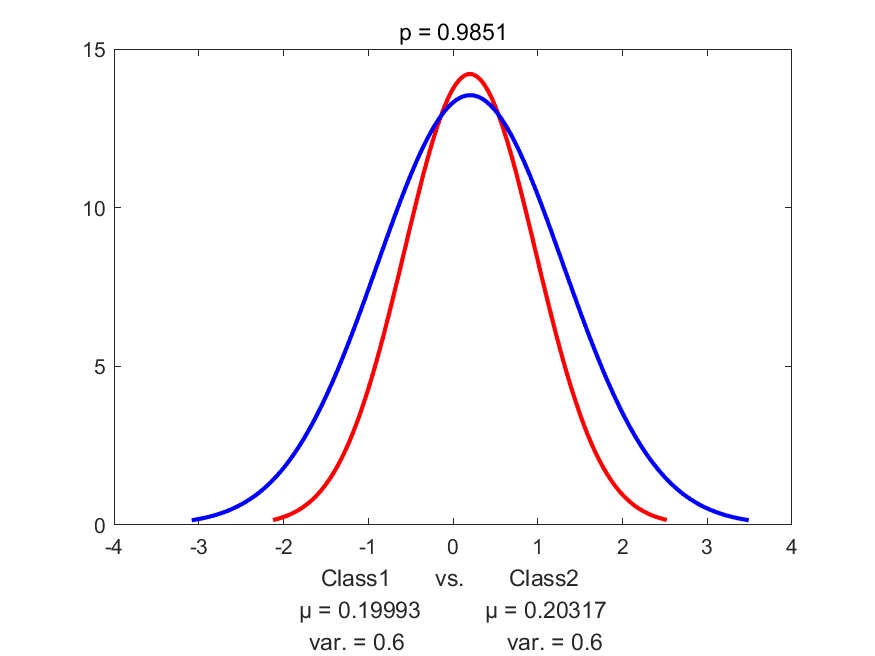 p = 0.9851
15
10
5
0
-4 -3 -2 -1 0 1 2 3 4
Class1 vs. Class2
μ = 0.19993 μ = 0.20317
var. = 0.6 var. = 0.6